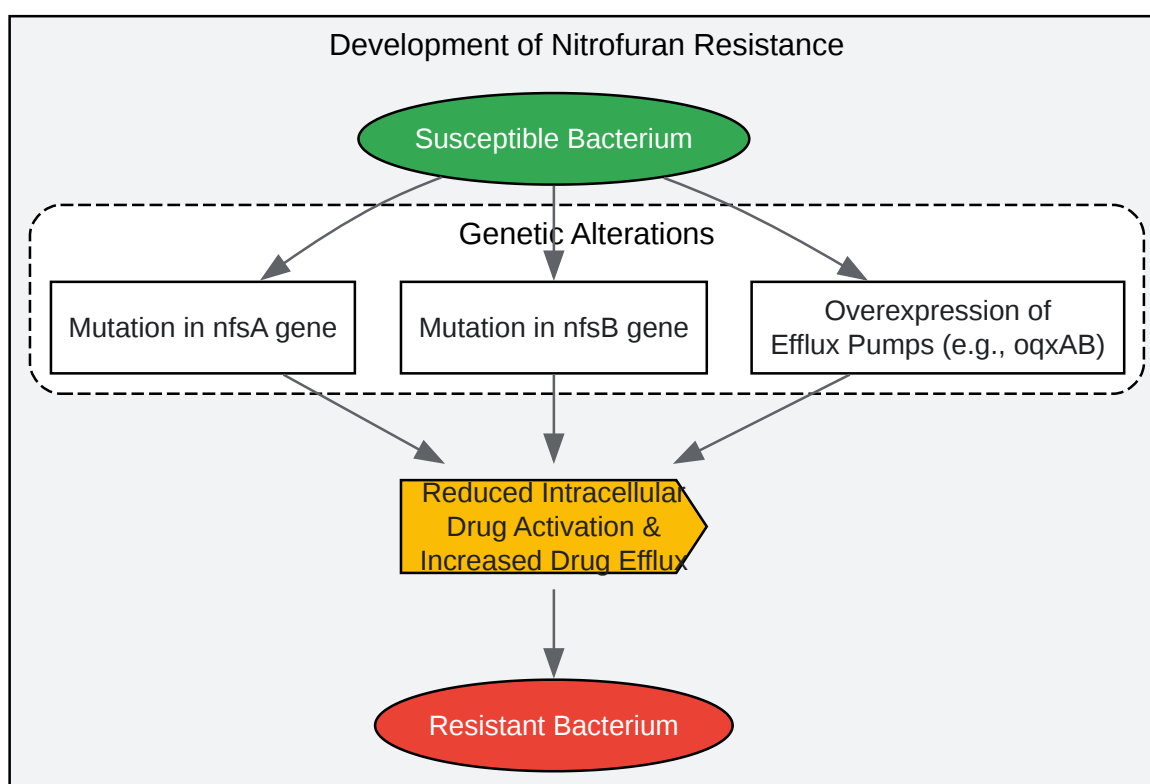 Development of Nitrofuran Resistance
Susceptible Bacterium
Genetic Alterations
Mutation in nfsA gene
Mutation in nfsB gene
Overexpression of
Efflux Pumps (e.g., oqxAB)
Reduced Intracellular
Drug Activation &
Increased Drug Efflux
Resistant Bacterium